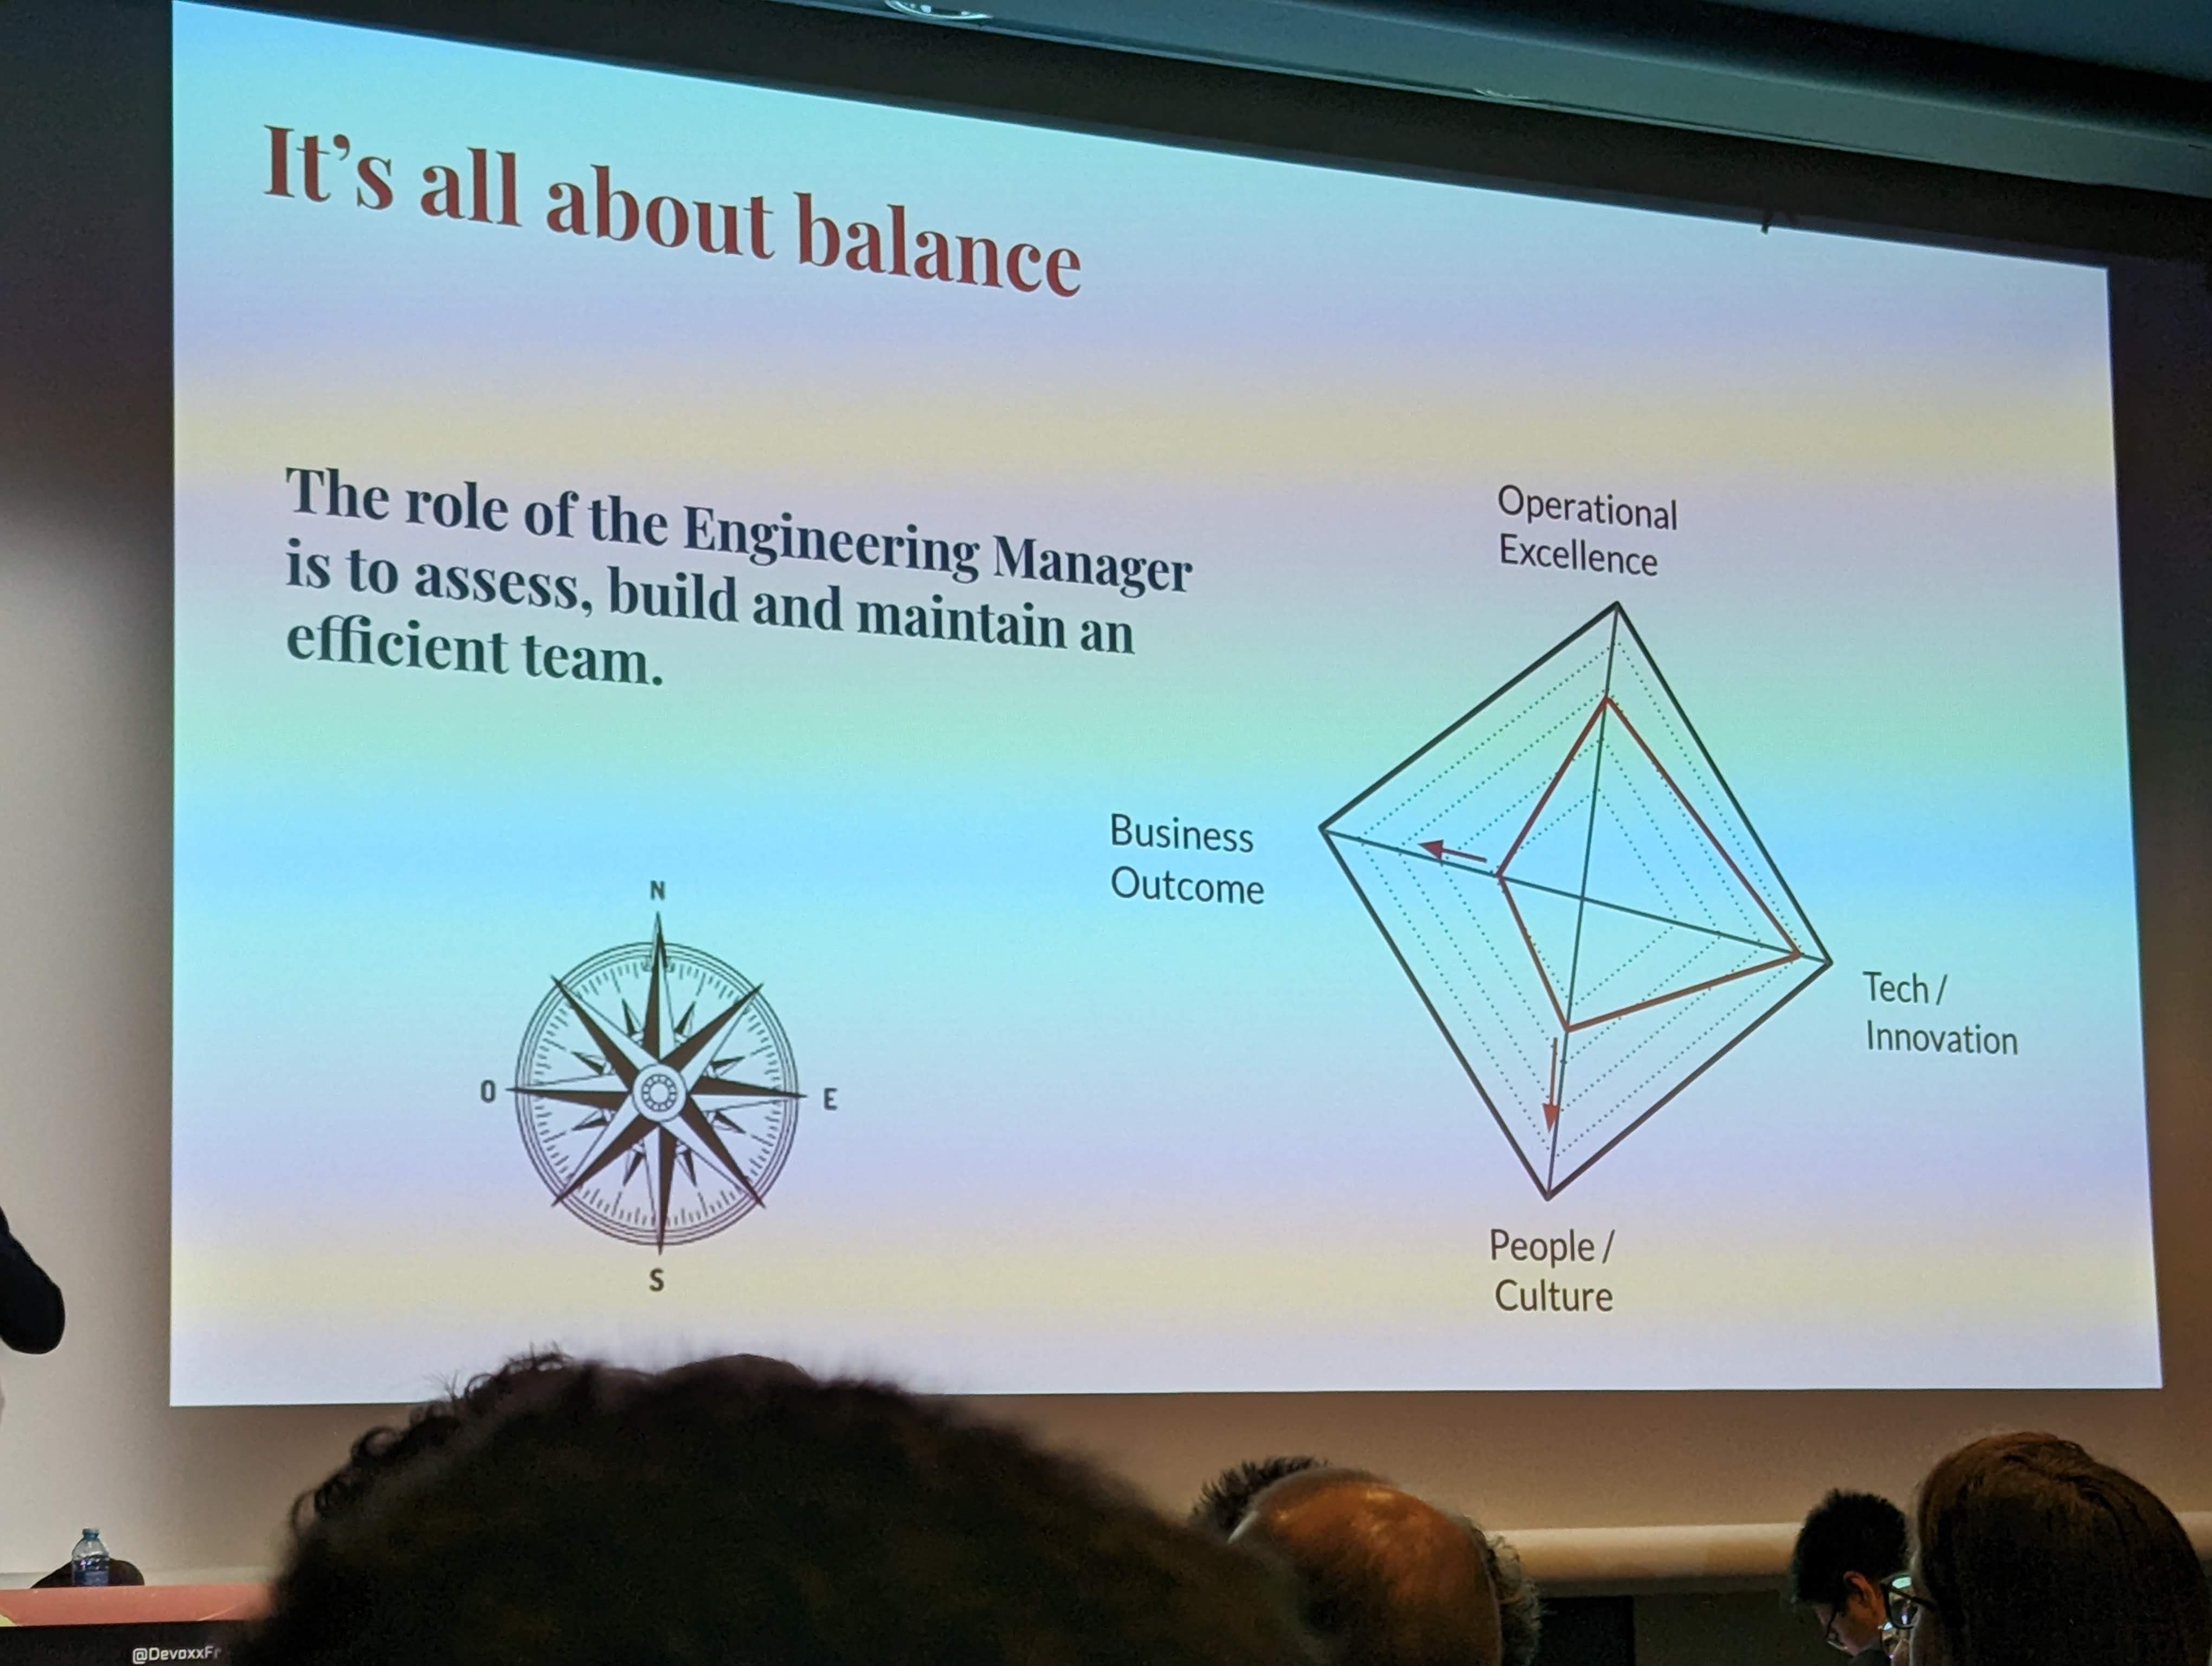 It’s all about balance
The role of the Engineering Manager
is to assess, build and maintain an
efficient team.
N
O
E
S
Operational
Excellence
Business
Outcome
Tech /
Innovation
People /
Culture
@DevoxxFr